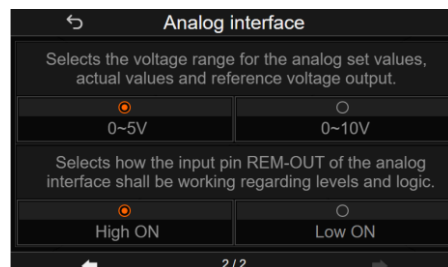 Analog interface
Selects the voltage range for the analog set values,
actual values and reference voltage output.
0~5V
0~10V
Selects how the input pin REM-OUT of the analog
interface shall be working regarding levels and logic.
High ON
Low ON
2/2